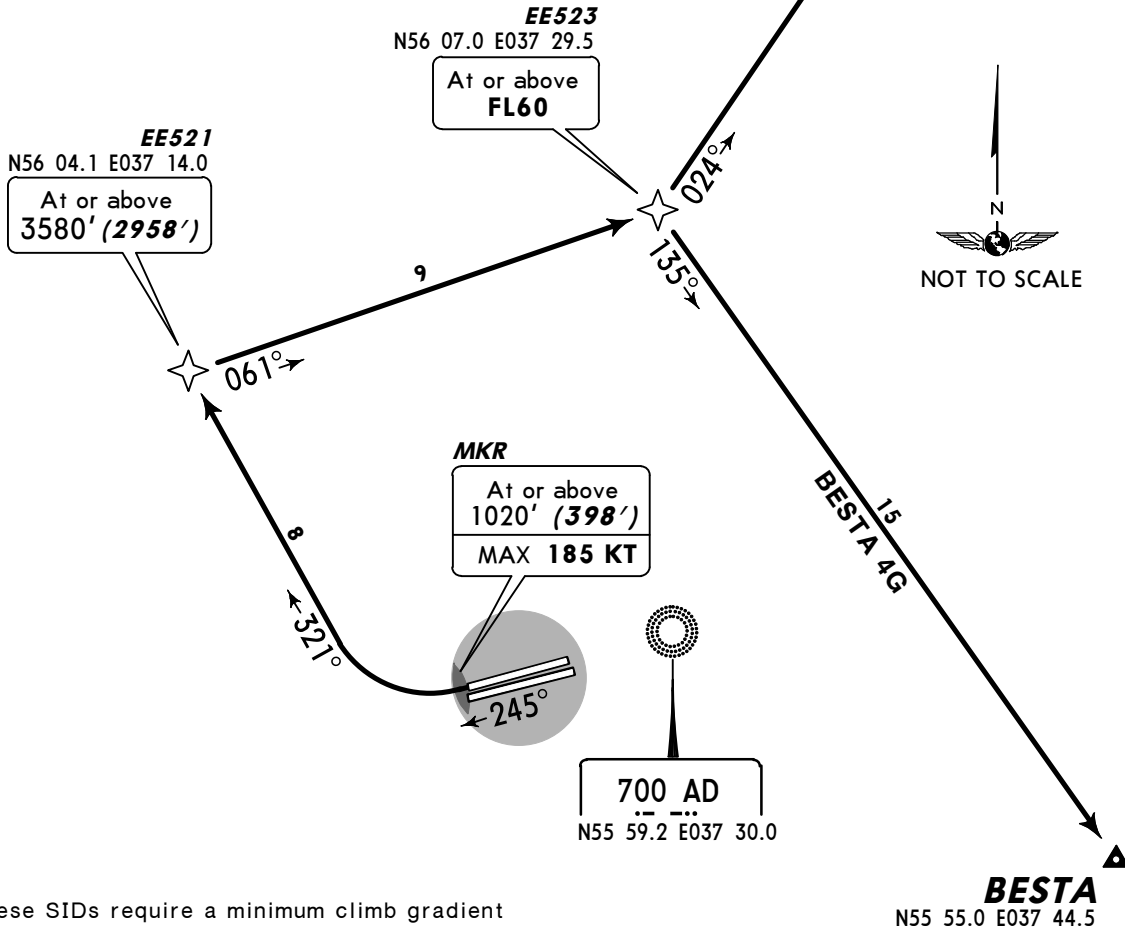 EE523
N56 07.0 E037 29.5
At or above
FL60
EE521
N56 04.1 E037 14.0
At or above
3580' (2958')
024°
N
NOT TO SCALE
135°
9
061°
MKR
At or above
1020' (398')
MAX 185 KT
8
15
BESTA 4G
321°
245°
700 AD
N55 59.2 E037 30.0
BESTA
N55 55.0 E037 44.5
ese SIDs require a minimum climb gradient